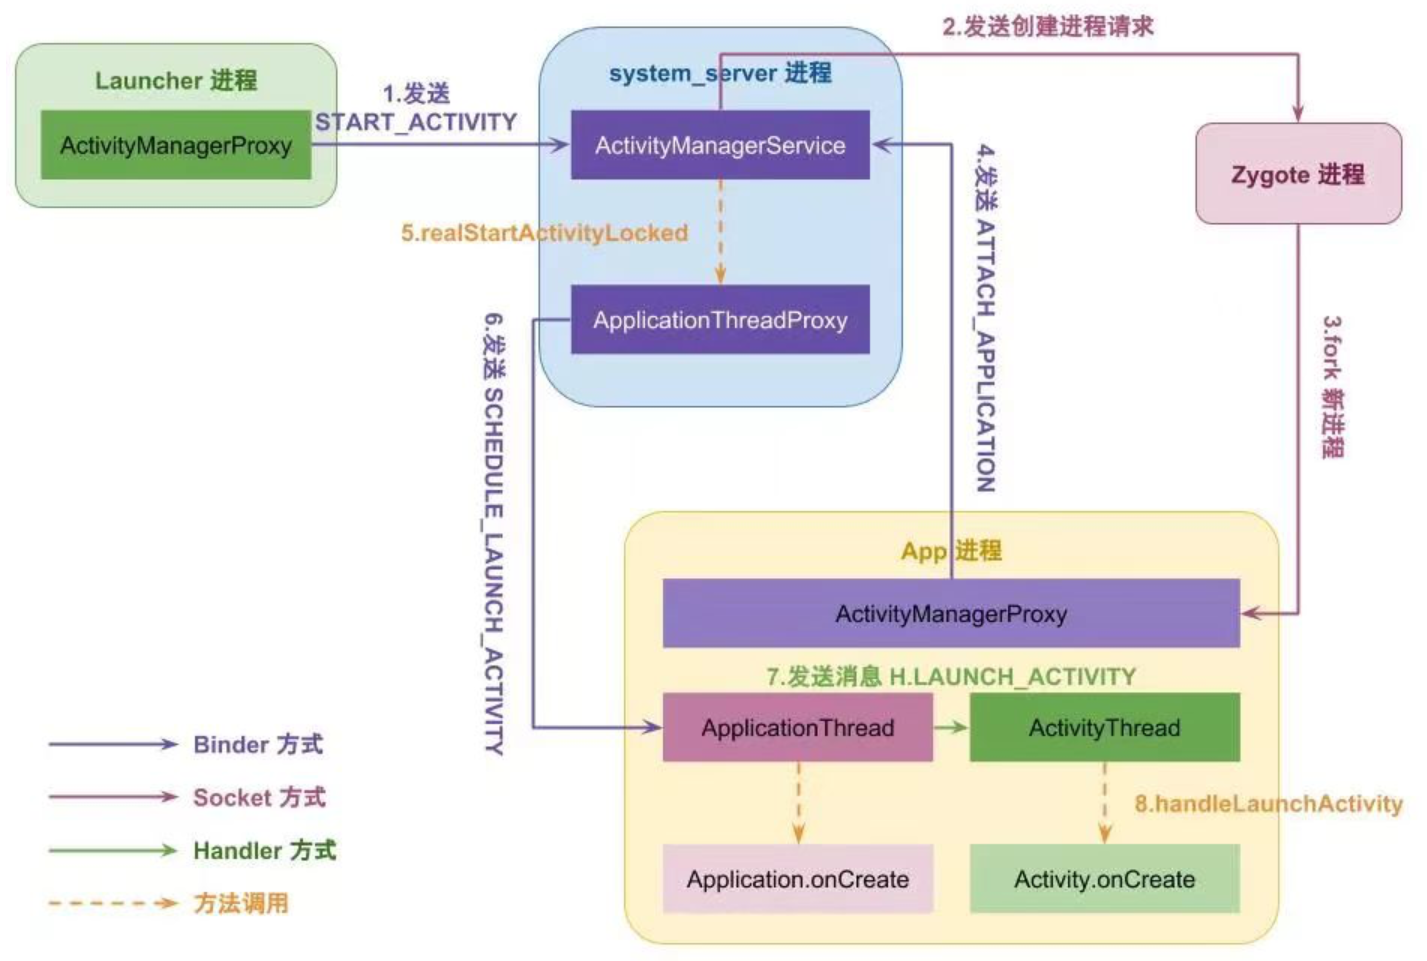 2.发送创建进程请求
Launcher 进程
system_server 进程
1.发送
START_ACTIVITY
ActivityManagerProxy
ActivityManagerService
Zygote 进程
4.发送 ATTACH_APPLICATION
5.realStartActivityLocked
ApplicationThreadProxy
6.发送 SCHEDULE_LAUNCH_ACTIVITY
3.fork 新进程
App 进程
ActivityManagerProxy
7.发送消息 H.LAUNCH_ACTIVITY
ApplicationThread
ActivityThread
8.handleLaunchActivity
Application.onCreate
Activity.onCreate
Binder 方式
Socket 方式
Handler 方式
方法调用